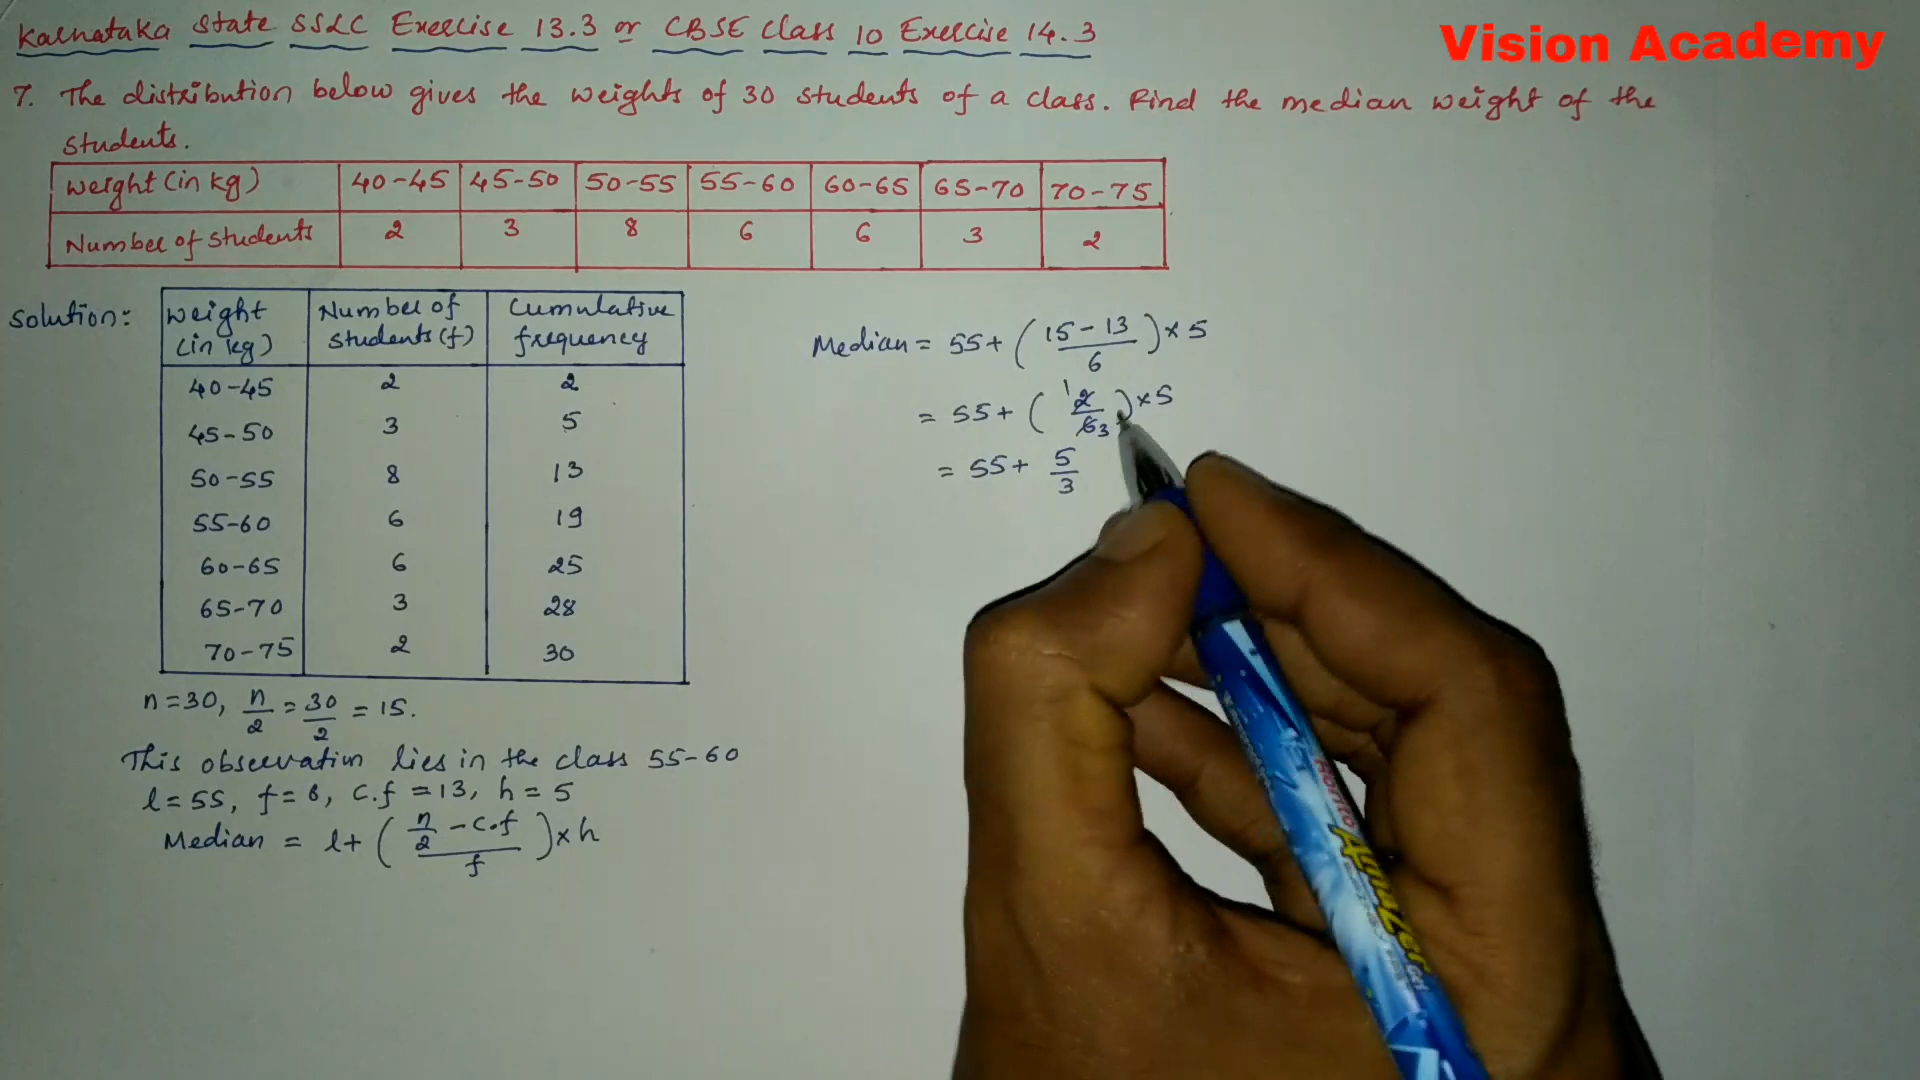 Karnataka State SSLC Exercise 13.3 or CBSE Class 10 Exercise 14.3
Vision Academy
7. The distribution below gives the weights of 30 students of a class. Find the median weight of the
students.
Weight (in kg) 40-45 45-50 50-55 55-60 60-65 65-70 70-75
Number of students 2 3 8 6 6 3 2
Solution:
Weight (in kg) Number of students (f) Cumulative frequency
40-45 2 2
45-50 3 5
50-55 8 13
55-60 6 19
60-65 6 25
65-70 3 28
70-75 2 30
n=30, n/2 = 30/2 = 15.
This observation lies in the class 55-60
l=55, f=6, c.f=13, h=5
Median = l+ ( (n/2 - c.f) / f ) × h
Median = 55+ ( (15-13) / 6 ) × 5
= 55+ ( 1 2/6 3 ) × 5
= 55+ 5/3